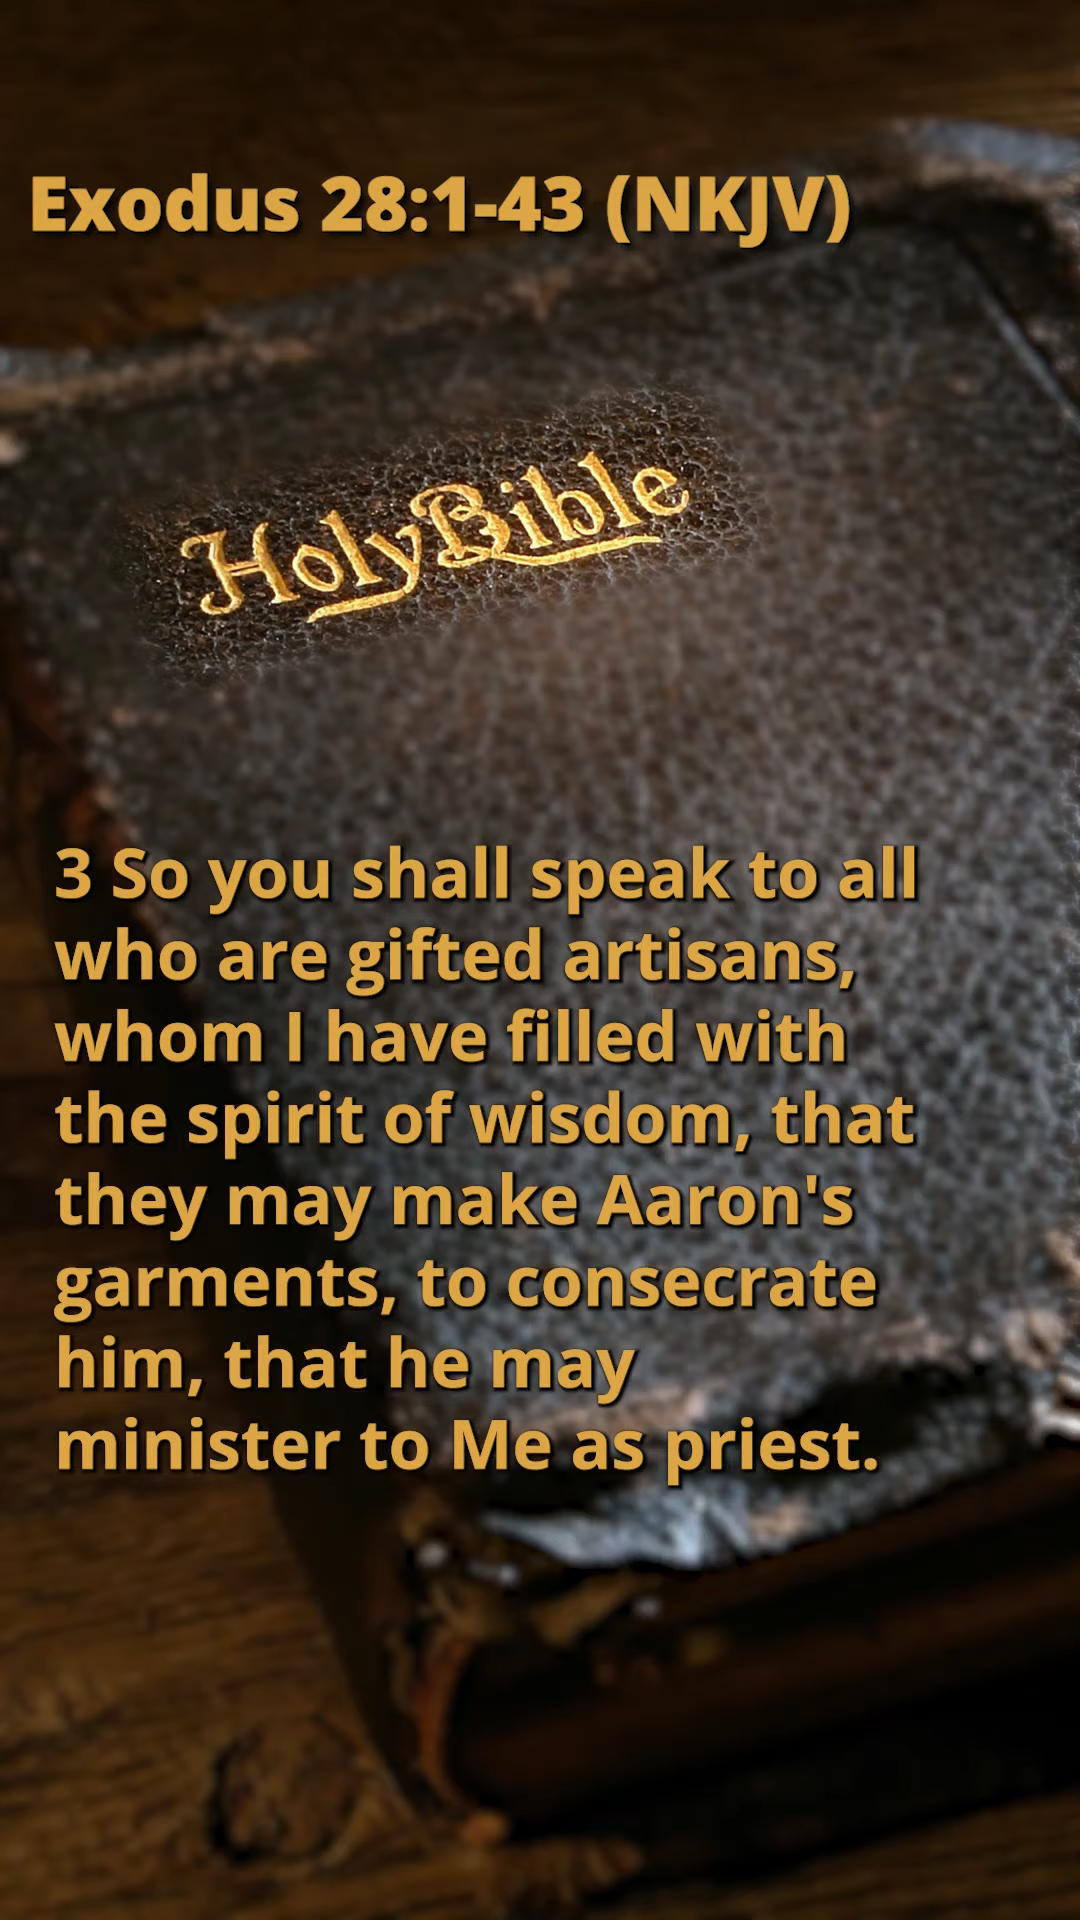 Exodus 28:1-43 (NKJV)
Holy Bible
3 So you shall speak to all
who are gifted artisans,
whom I have filled with
the spirit of wisdom, that
they may make Aaron's
garments, to consecrate
him, that he may
minister to Me as priest.